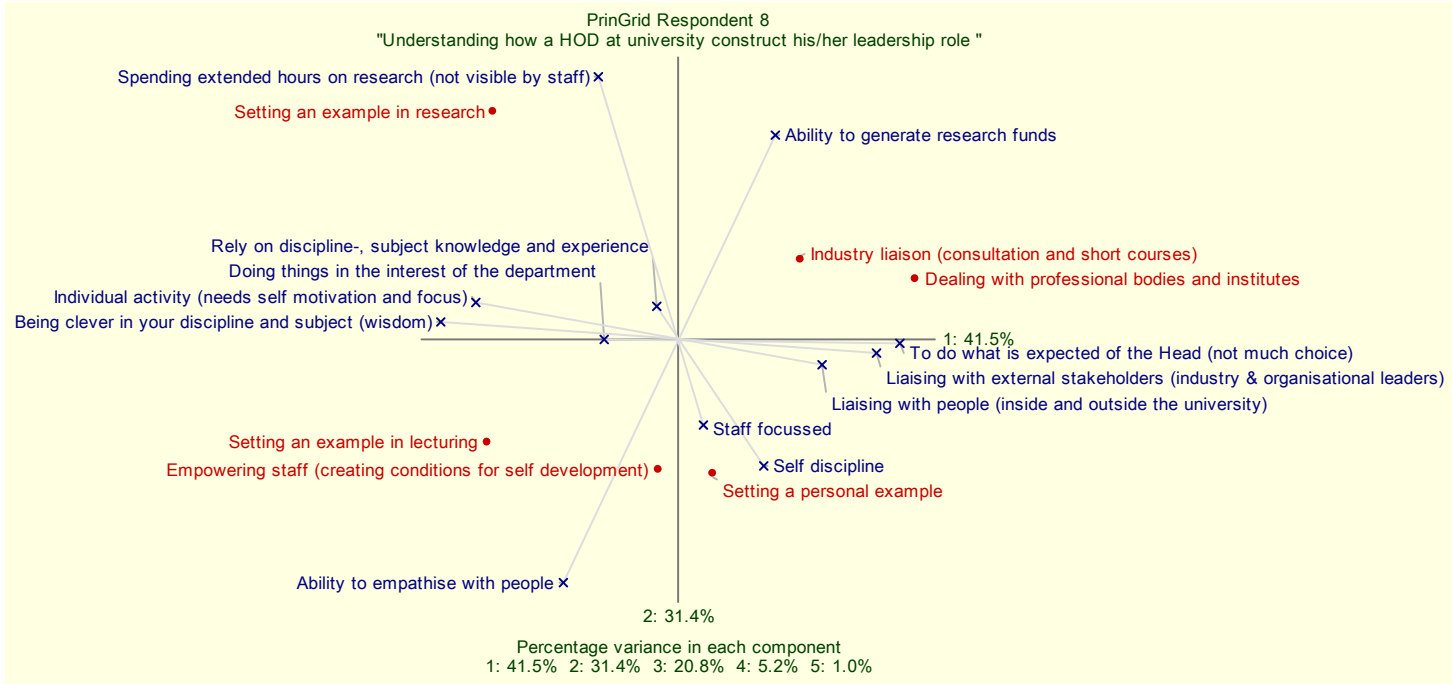 PrinGrid Respondent 8
"Understanding how a HOD at university construct his/her leadership role "
Spending extended hours on research (not visible by staff)
Setting an example in research
Ability to generate research funds
Rely on discipline-, subject knowledge and experience
Industry liaison (consultation and short courses)
Doing things in the interest of the department
Dealing with professional bodies and institutes
Individual activity (needs self motivation and focus)
Being clever in your discipline and subject (wisdom)
1: 41.5%
To do what is expected of the Head (not much choice)
Liaising with external stakeholders (industry & organisational leaders)
Liaising with people (inside and outside the university)
Staff focussed
Setting an example in lecturing
Self discipline
Empowering staff (creating conditions for self development)
Setting a personal example
Ability to empathise with people
2: 31.4%
Percentage variance in each component
1: 41.5% 2: 31.4% 3: 20.8% 4: 5.2% 5: 1.0%